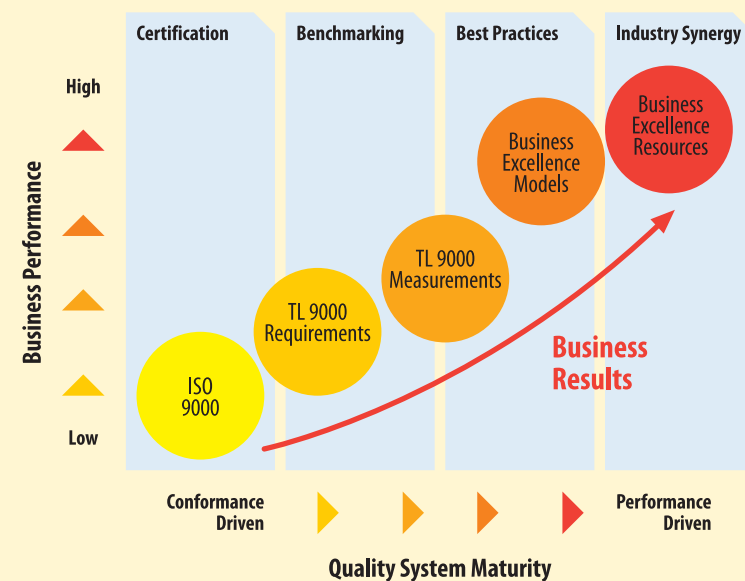 Certification
Benchmarking
Best Practices
Industry Synergy
High
Business Performance
Low
Business
Excellence
Resources
Business
Excellence
Models
TL 9000
Measurements
TL 9000
Requirements
ISO
9000
Business
Results
Conformance
Driven
Performance
Driven
Quality System Maturity